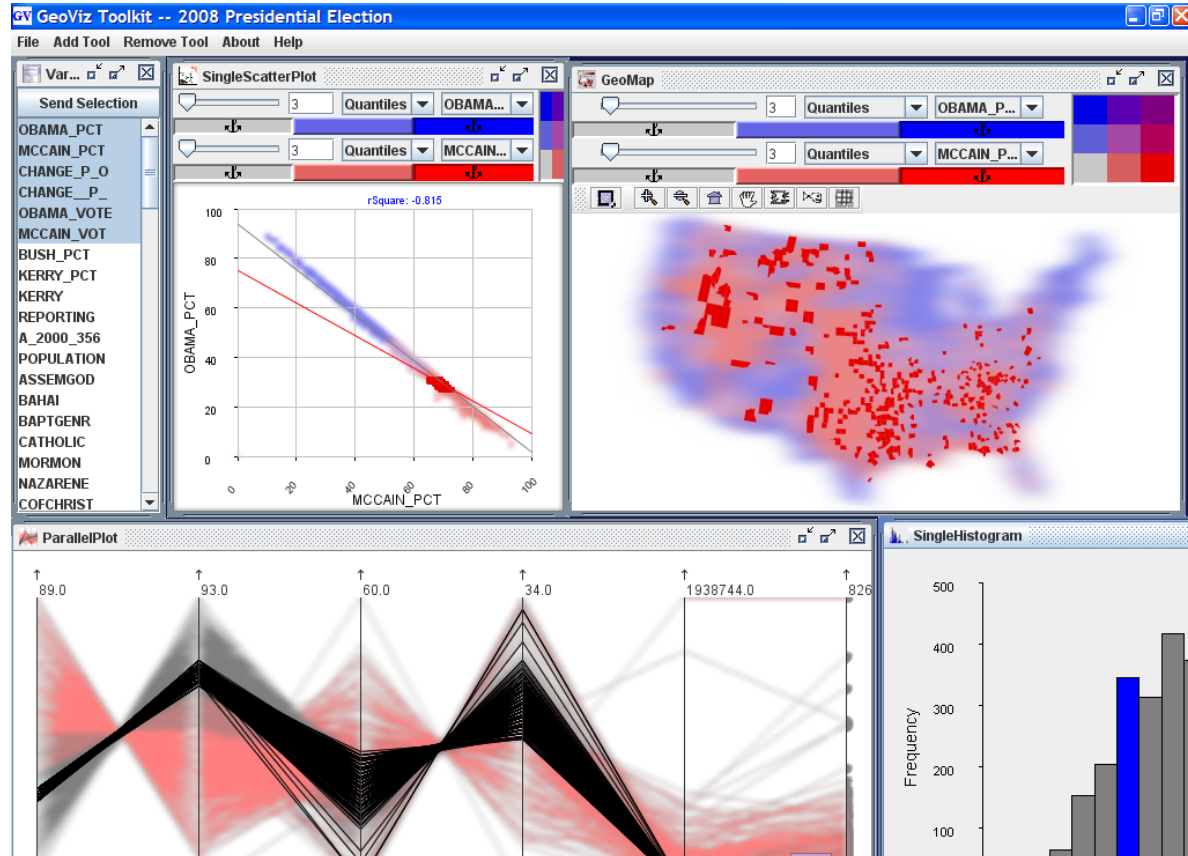 GV GeoViz Toolkit -- 2008 Presidential Election
File Add Tool Remove Tool About Help
Var...
Send Selection
OBAMA_PCT
MCCAIN_PCT
CHANGE_P_O
CHANGE__P_
OBAMA_VOTE
MCCAIN_VOT
BUSH_PCT
KERRY_PCT
KERRY
REPORTING
A_2000_356
POPULATION
ASSEMGOD
BAHAI
BAPTGENR
CATHOLIC
MORMON
NAZARENE
COFCHRIST
SingleScatterPlot
3 Quantiles OBAMA...
3 Quantiles MCCAIN...
rSquare: -0.815
100
80
60
40
20
0
OBAMA_PCT
0 20 40 60 80 100
MCCAIN_PCT
GeoMap
3 Quantiles OBAMA_P...
3 Quantiles MCCAIN_P...
ParallelPlot
89.0 93.0 60.0 34.0 1938744.0 826
SingleHistogram
500
400
300
200
100
Frequency